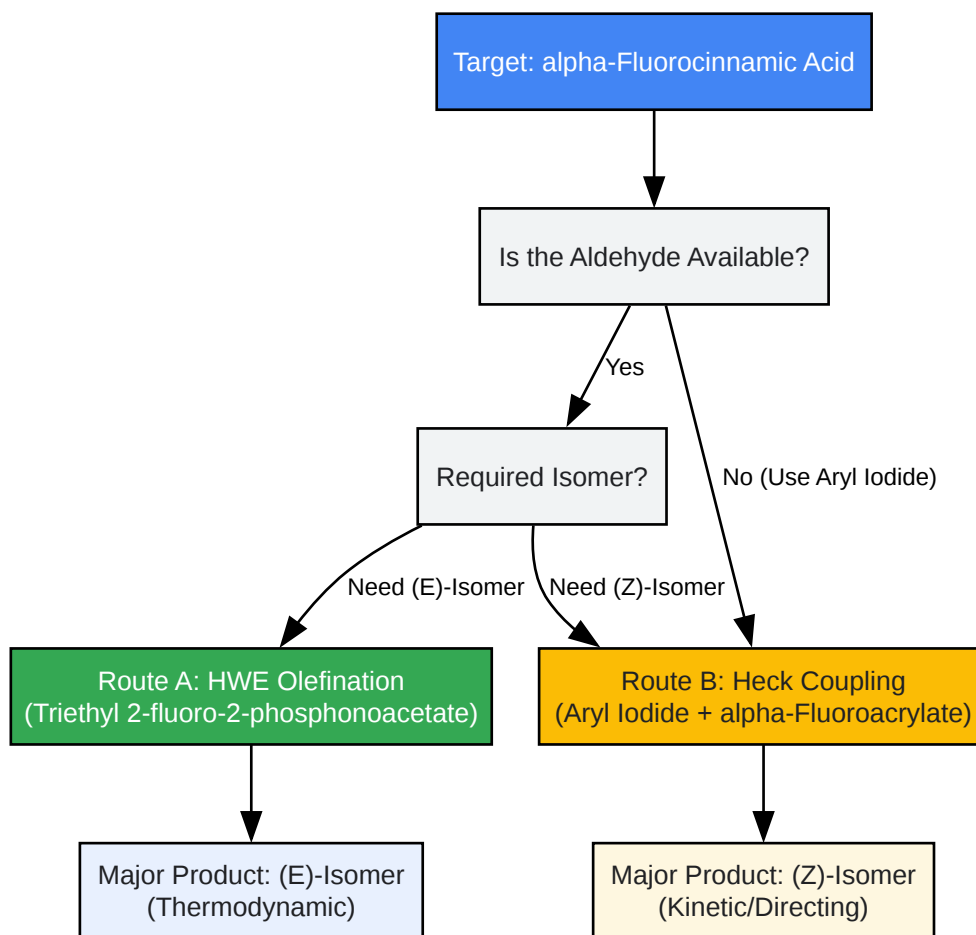 Target: alpha-Fluorocinnamic Acid
Is the Aldehyde Available?
Yes
Required Isomer?
No (Use Aryl Iodide)
Need (E)-Isomer
Need (Z)-Isomer
Route A: HWE Olefination
(Triethyl 2-fluoro-2-phosphonoacetate)
Route B: Heck Coupling
(Aryl Iodide + alpha-Fluoroacrylate)
Major Product: (E)-Isomer
(Thermodynamic)
Major Product: (Z)-Isomer
(Kinetic/Directing)